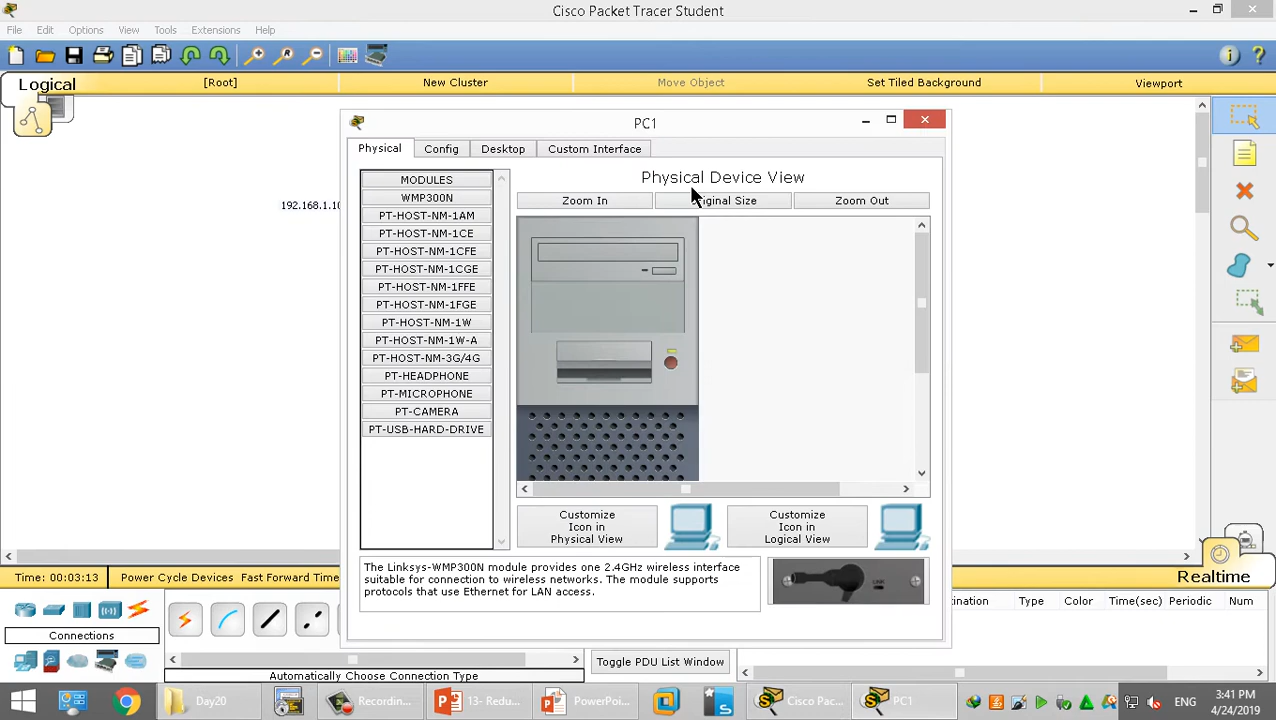 Cisco Packet Tracer Student
File Edit Options View Tools Extensions Help
Logical [Root] New Cluster Move Object Set Tiled Background Viewport
PC1
Physical Config Desktop Custom Interface
MODULES
WMP300N
PT-HOST-NM-1AM
PT-HOST-NM-1CE
PT-HOST-NM-1CFE
PT-HOST-NM-1CGE
PT-HOST-NM-1FFE
PT-HOST-NM-1FGE
PT-HOST-NM-1W
PT-HOST-NM-1W-A
PT-HOST-NM-3G/4G
PT-HEADPHONE
PT-MICROPHONE
PT-CAMERA
PT-USB-HARD-DRIVE
Physical Device View
Zoom In Size Zoom Out
192.168.1.10
Customize
Icon in
Physical View
Customize
Icon in
Logical View
The Linksys-WMP300N module provides one 2.4GHz wireless interface
suitable for connection to wireless networks. The module supports
protocols that use Ethernet for LAN access.
LINK
Time: 00:03:13 Power Cycle Devices Fast Forward Time
Realtime
Type Color Time(sec) Periodic Num
Connections
Automatically Choose Connection Type
Toggle PDU List Window
Day20
Recordin...
13- Redu...
PowerPoi...
Cisco Pac...
PC1
ENG
3:41 PM
4/24/2019